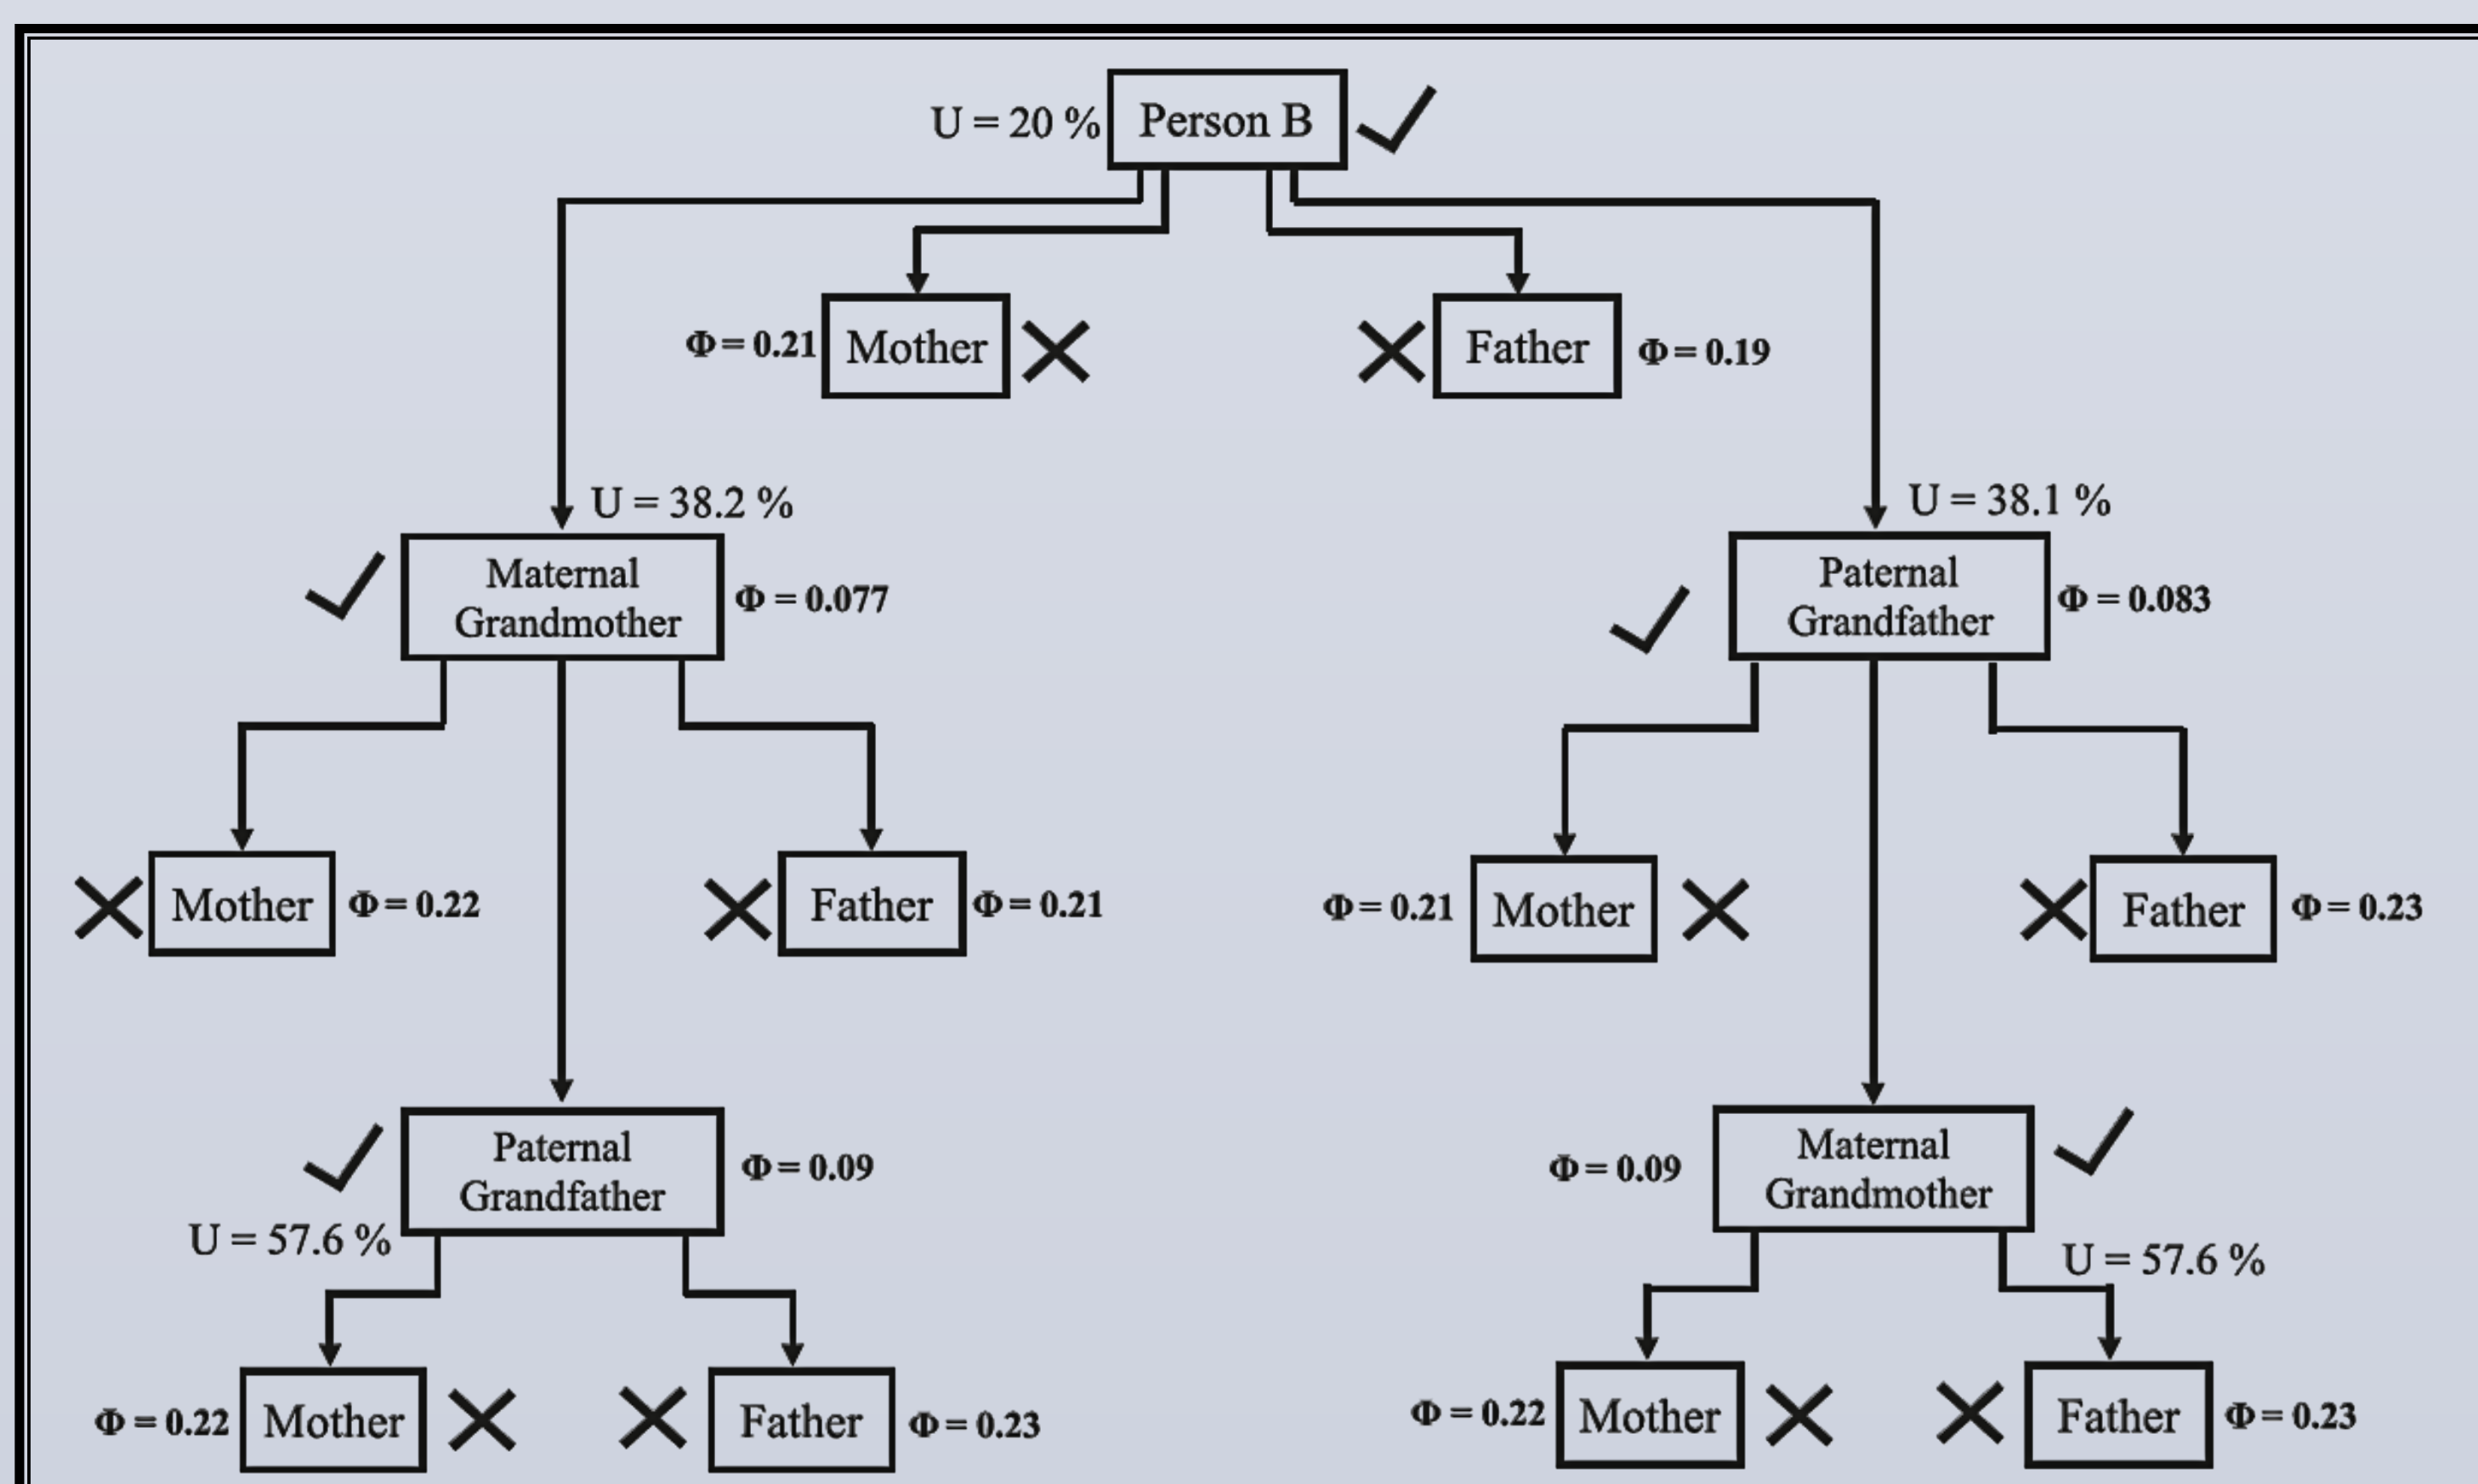 U = 20 %
Person B
Φ = 0.21
Mother
Father
Φ = 0.19
U = 38.2 %
U = 38.1 %
Maternal
Grandmother
Φ = 0.077
Paternal
Grandfather
Φ = 0.083
Mother
Φ = 0.22
Father
Φ = 0.21
Φ = 0.21
Mother
Father
Φ = 0.23
Paternal
Grandfather
Φ = 0.09
U = 57.6 %
Φ = 0.09
Maternal
Grandmother
U = 57.6 %
Φ = 0.22
Mother
Father
Φ = 0.23
Φ = 0.22
Mother
Father
Φ = 0.23